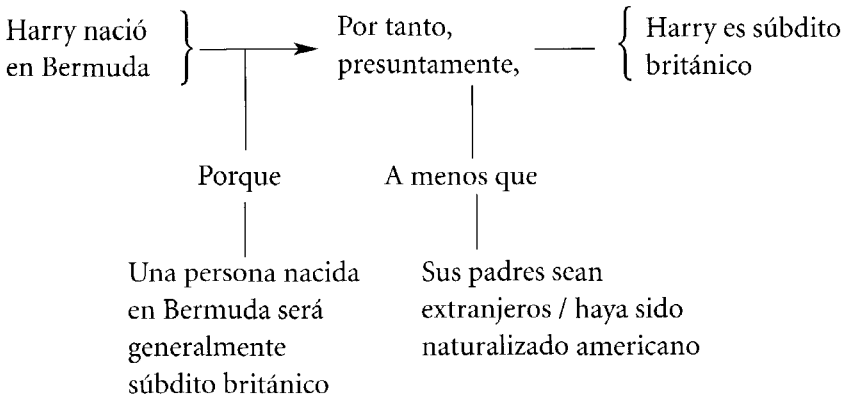 Harry nació
en Bermuda
Por tanto,
presuntamente,
Harry es súbdito
británico
Porque
A menos que
Una persona nacida
en Bermuda será
generalmente
súbdito británico
Sus padres sean
extranjeros / haya sido
naturalizado americano